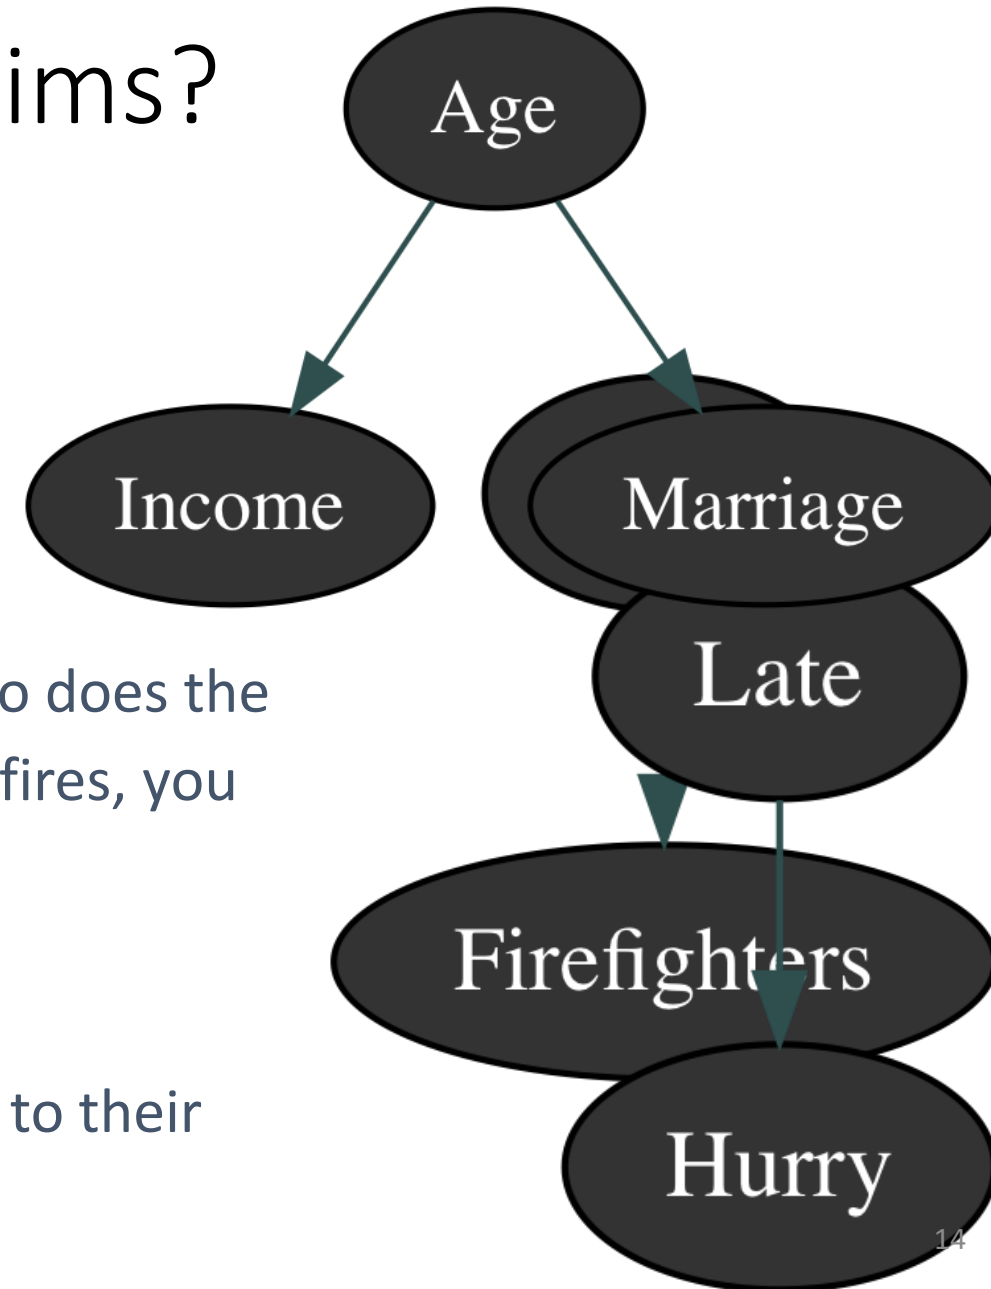 ims?
Age
Income
Marriage
Late
o does the
fires, you
Firefighters
to their
Hurry
14